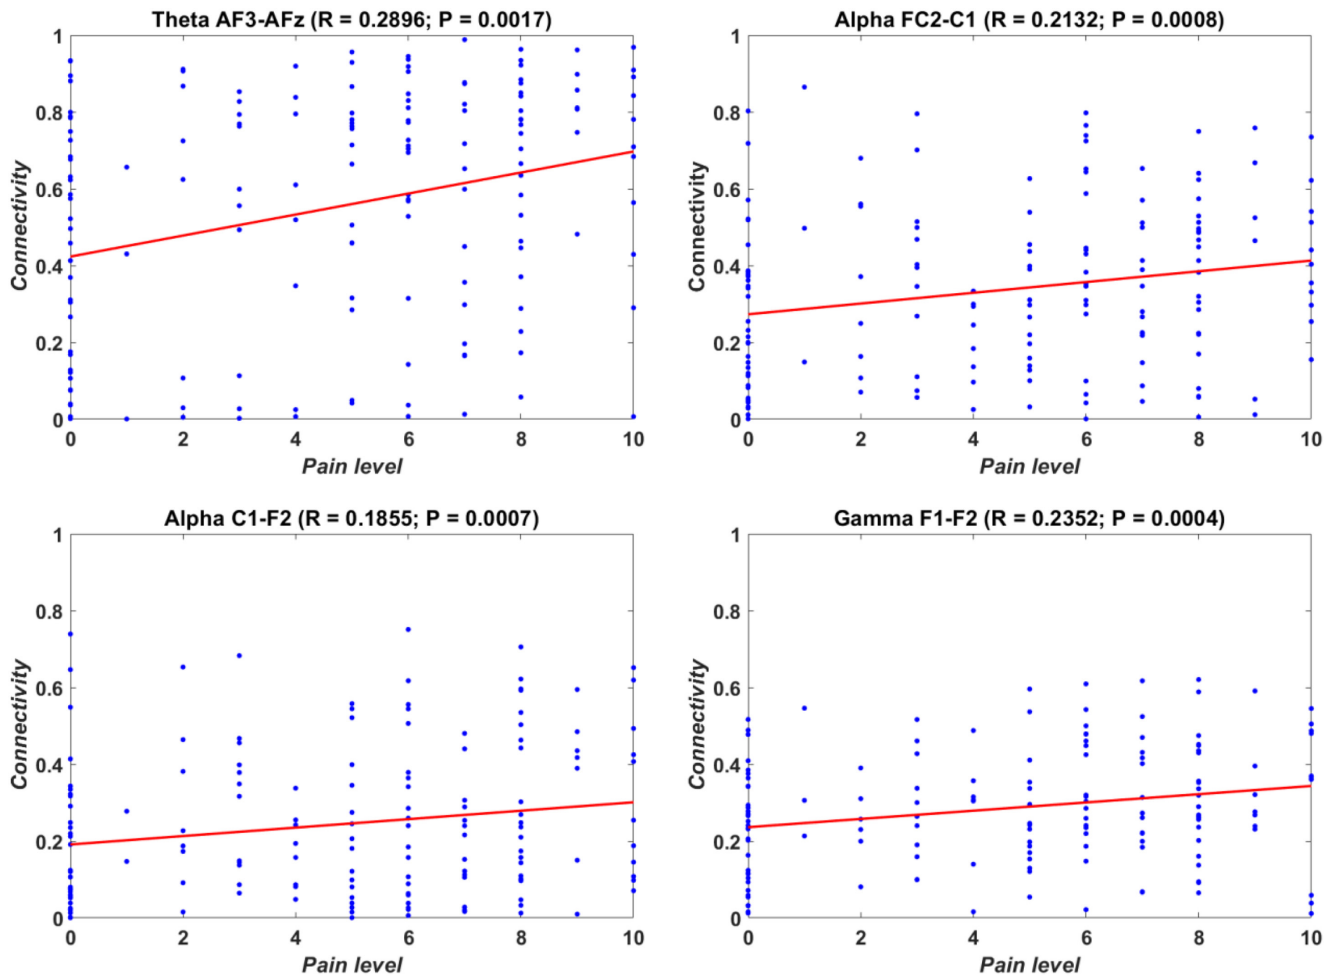 Theta AF3-AFz (R = 0.2896; P = 0.0017)
1
0.8
0.6
0.4
0.2
0
Connectivity
0 2 4 6 8 10
Pain level
Alpha FC2-C1 (R = 0.2132; P = 0.0008)
1
0.8
0.6
0.4
0.2
0
Connectivity
0 2 4 6 8 10
Pain level
Alpha C1-F2 (R = 0.1855; P = 0.0007)
1
0.8
0.6
0.4
0.2
0
Connectivity
0 2 4 6 8 10
Pain level
Gamma F1-F2 (R = 0.2352; P = 0.0004)
1
0.8
0.6
0.4
0.2
0
Connectivity
0 2 4 6 8 10
Pain level